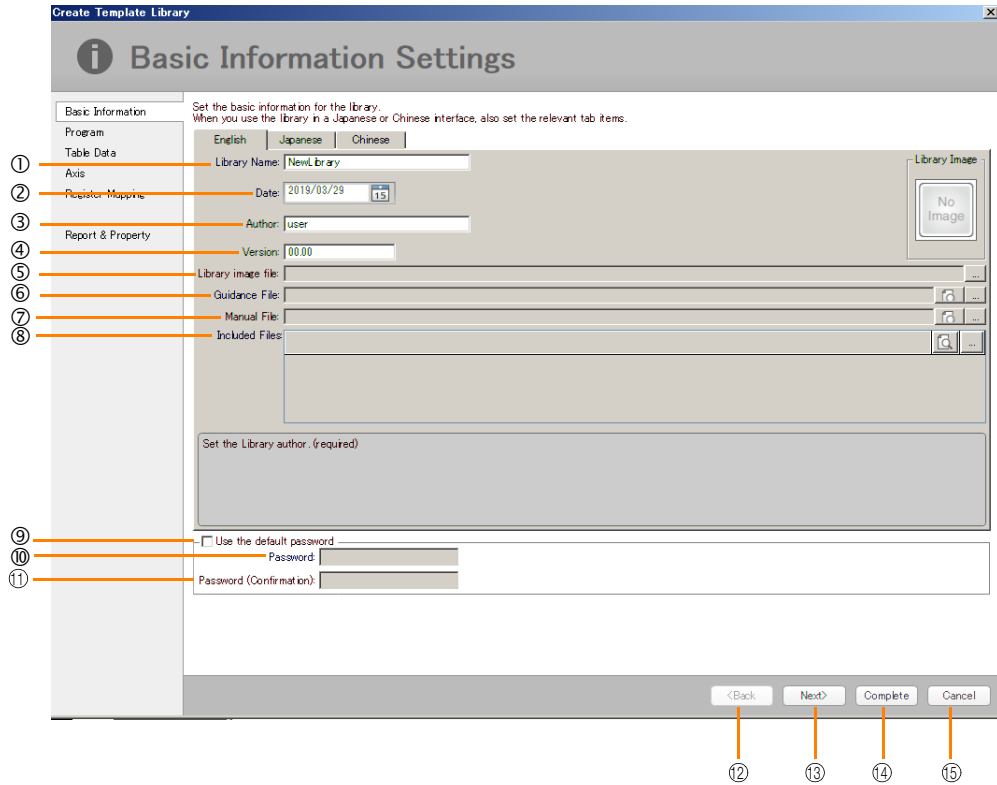 Create Template Library
Basic Information Settings
Basic Information
Program
Table Data
Axis
Register Mapping
Report & Property
Set the basic information for the library.
When you use the library in a Japanese or Chinese interface, also set the relevant tab items.
English Japanese Chinese
① Library Name: NewLibrary
② Date: 2019/03/29 15
③ Author: user
④ Version: 00.00
⑤ Library image file: ...
⑥ Guidance File: ...
⑦ Manual File: ...
⑧ Included Files: ...
Library Image
No
Image
Set the Library author. (required)
⑨ Use the default password
⑩ Password:
⑪ Password (Confirmation):
<Back Next> Complete Cancel
⑫ ⑬ ⑭ ⑮